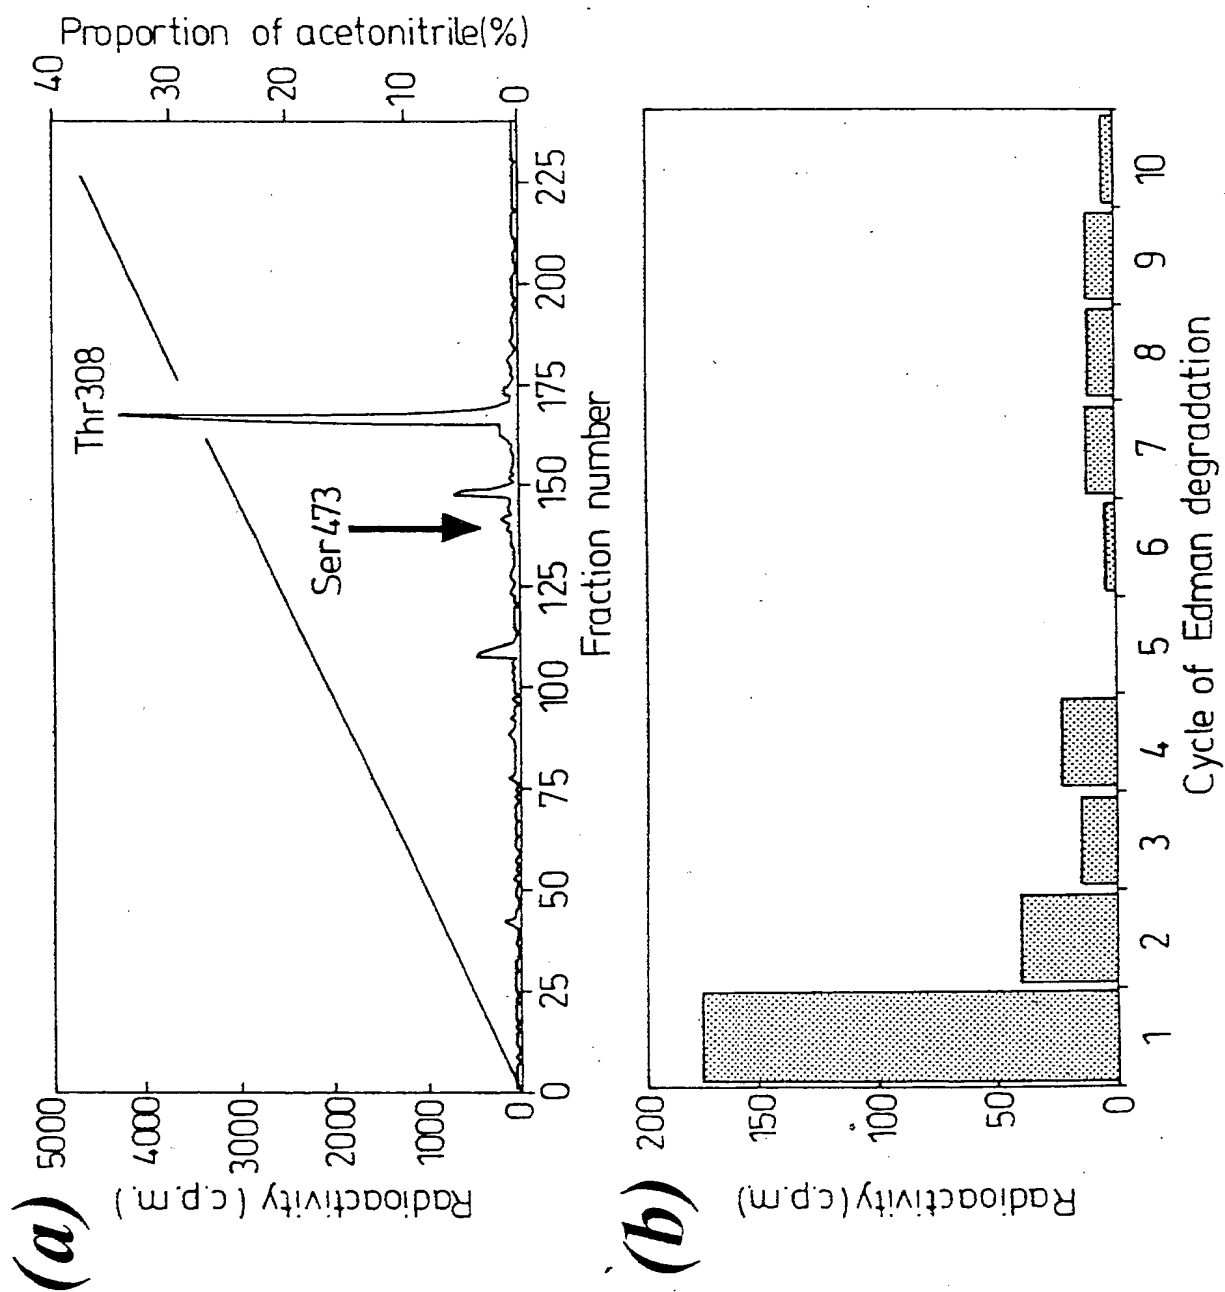 (a)
Proportion of acetonitrile(%)
40 30 20 10 0
Radioactivity (c.p.m.)
5000 4000 3000 2000 1000 0
Thr308
Ser473
0 25 50 75 100 125 150 175 200 225
Fraction number
(b)
Radioactivity (c.p.m)
200 150 100 50 0
1 2 3 4 5 6 7 8 9 10
Cycle of Edman degradation